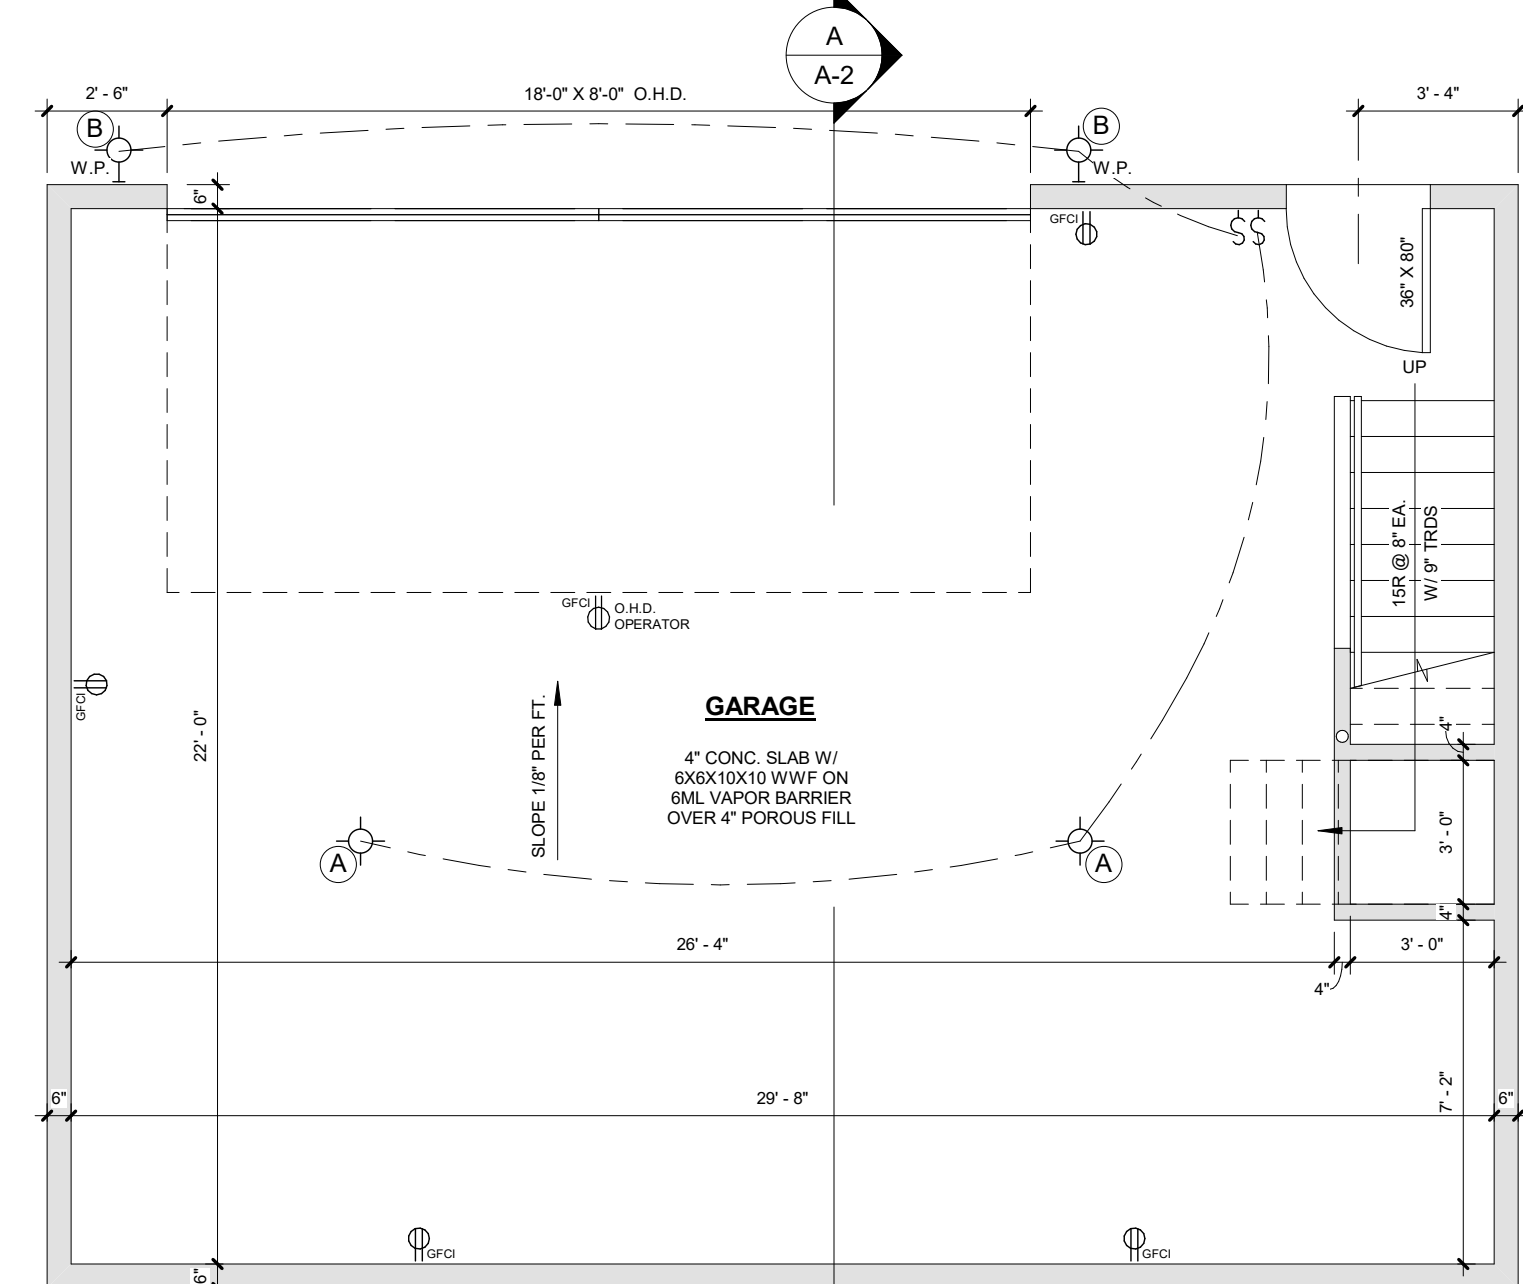 A
A-2
2' - 6"
18'-0" X 8'-0" O.H.D.
3' - 4"
B
B
W.P.
W.P.
6"
GFCI
S S
36" X 80"
UP
15R @ 8" EA.
W/ 9" TRDS
GFCI
O.H.D.
OPERATOR
GFCI
22' - 0"
SLOPE 1/8" PER FT.
GARAGE
4" CONC. SLAB W/
6X6X10X10 WWF ON
6ML VAPOR BARRIER
OVER 4" POROUS FILL
4"
3' - 0"
A
A
4"
26' - 4"
3' - 0"
4"
6"
29' - 8"
7' - 2"
6"
GFCI
GFCI
6"